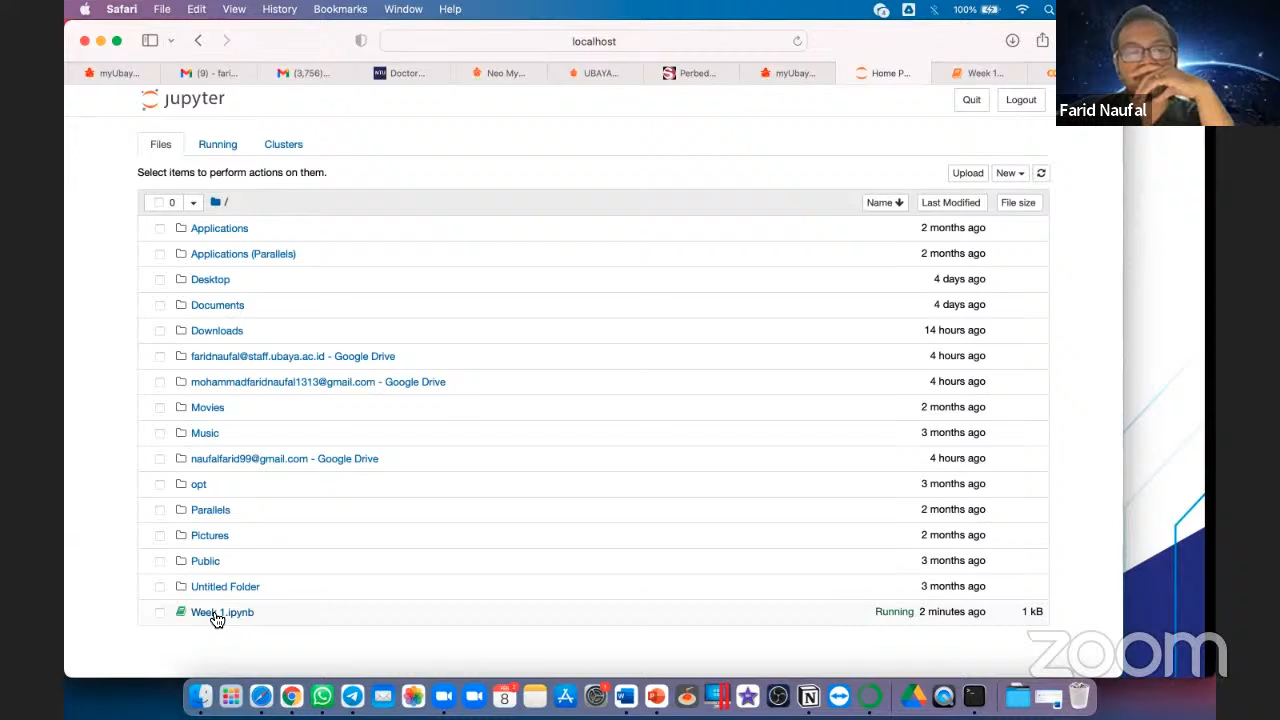 Safari File Edit View History Bookmarks Window Help 100%
localhost
myUbay... (9) - fari... (3,756)... Doctor... Neo My... UBAYA... Perbed... myUbay... Home P... Week 1...
Farid Naufal
jupyter Quit Logout
Files Running Clusters
Select items to perform actions on them. Upload New
0 / Name Last Modified File size
Applications 2 months ago
Applications (Parallels) 2 months ago
Desktop 4 days ago
Documents 4 days ago
Downloads 14 hours ago
faridnaufal@staff.ubaya.ac.id - Google Drive 4 hours ago
mohammadfaridnaufal1313@gmail.com - Google Drive 4 hours ago
Movies 2 months ago
Music 3 months ago
naufalfarid99@gmail.com - Google Drive 4 hours ago
opt 3 months ago
Parallels 2 months ago
Pictures 2 months ago
Public 3 months ago
Untitled Folder 3 months ago
Week 1.ipynb Running 2 minutes ago 1 kB
zoom
8